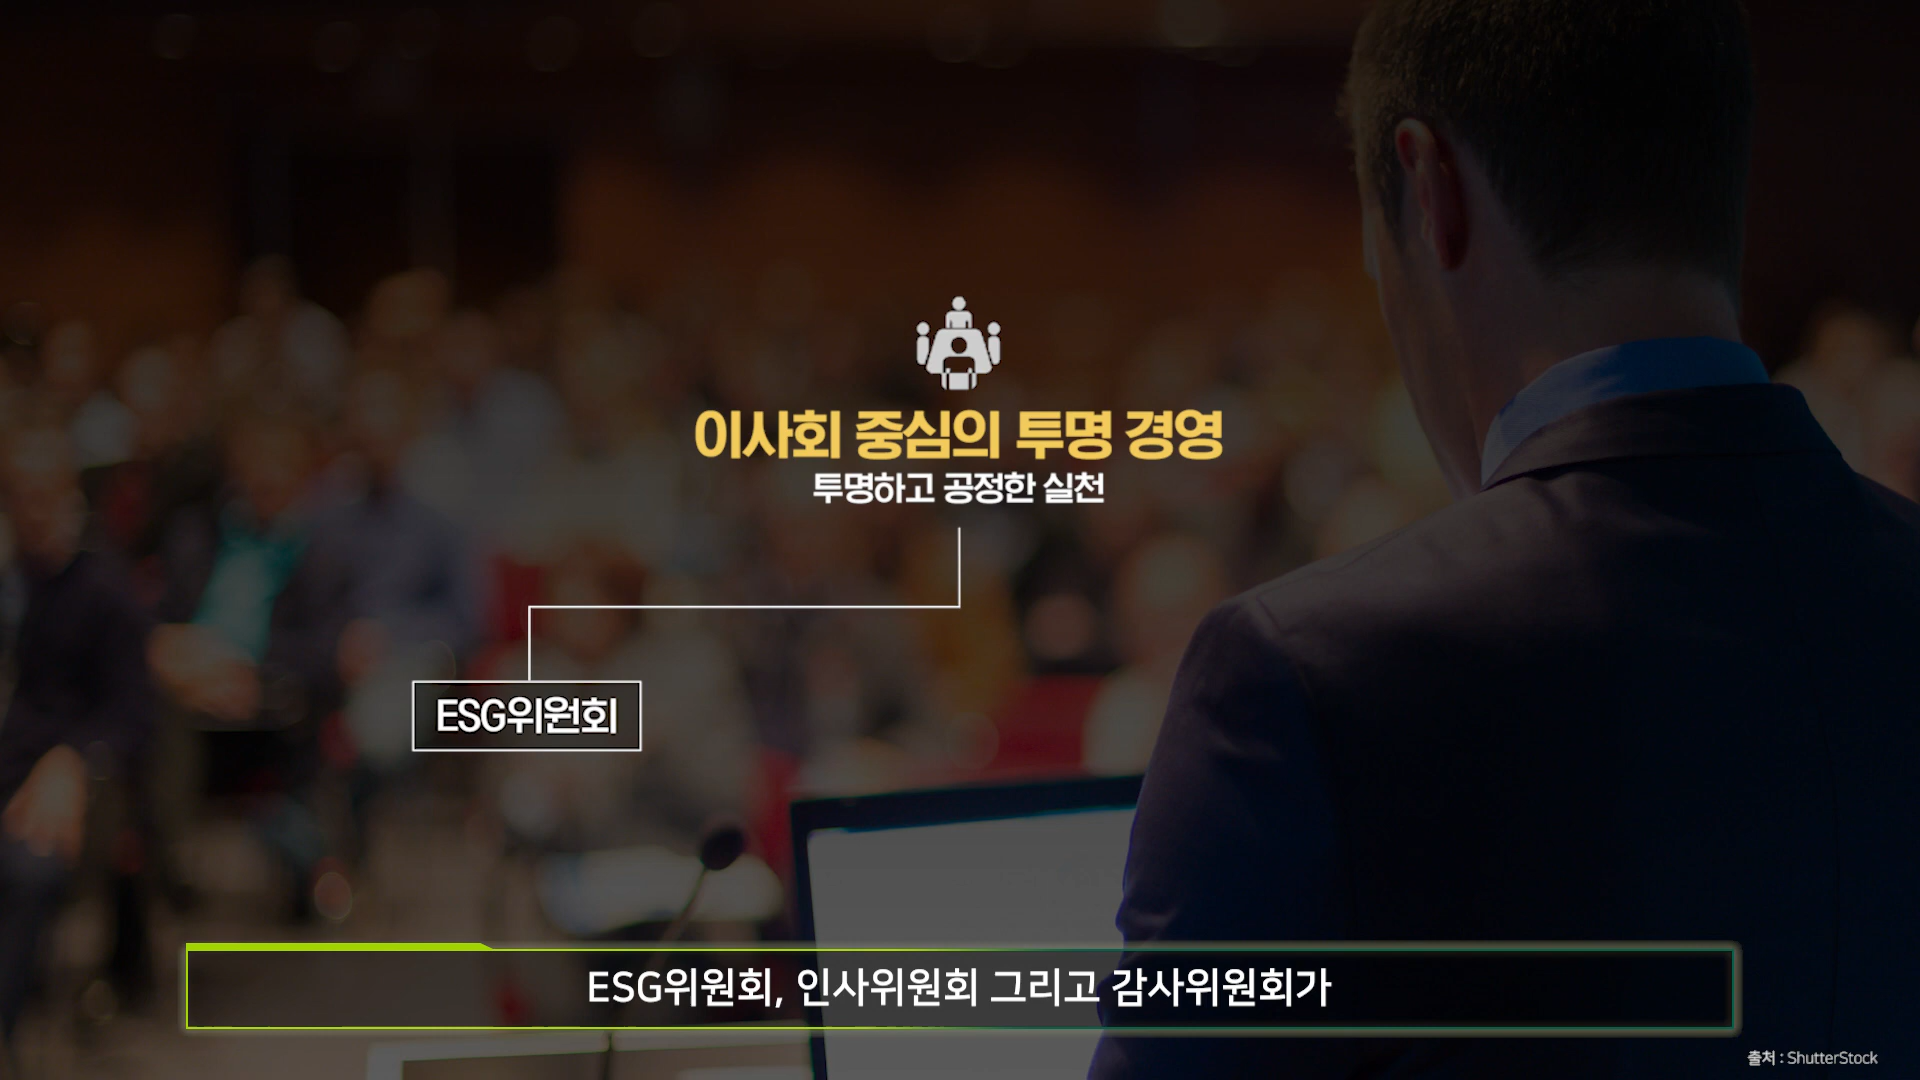 이사회 중심의 투명 경영
투명하고 공정한 실천
ESG위원회
ESG위원회, 인사위원회 그리고 감사위원회가
출처 : ShutterStock